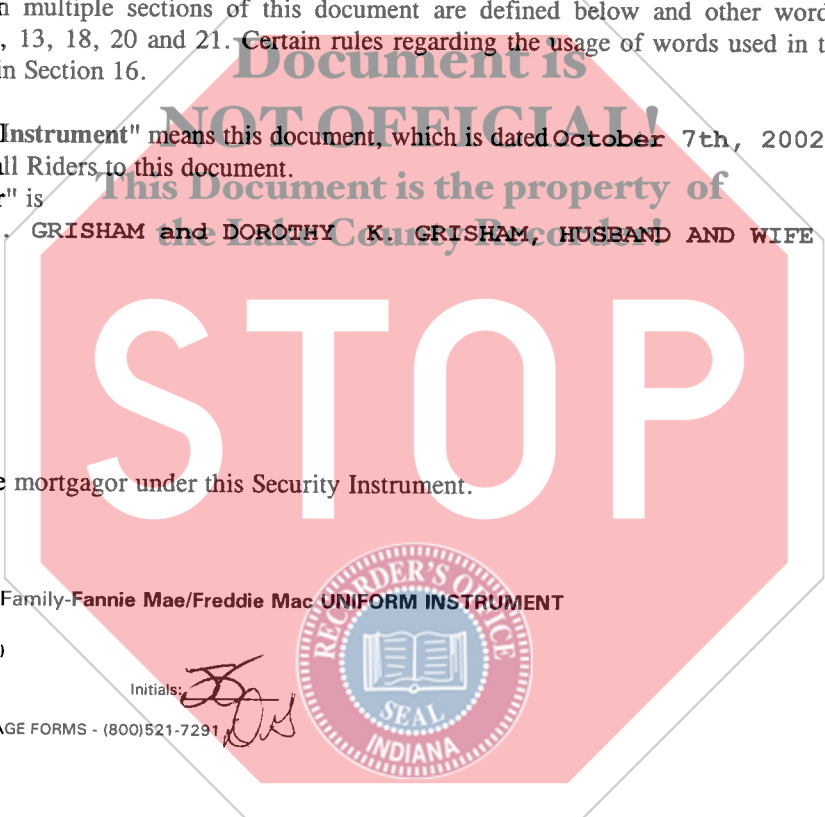 n multiple sections of this document are defined below and other word
, 13, 18, 20 and 21. Certain rules regarding the usage of words used in t
in Section 16.
Document is
NOT OFFICIAL!
Instrument" means this document, which is dated October 7th, 2002
all Riders to this document.
This Document is the property of
r" is
the Lake County Recorder!
. GRISHAM and DOROTHY K. GRISHAM, HUSBAND AND WIFE
STOP
e mortgagor under this Security Instrument.
Family-Fannie Mae/Freddie Mac UNIFORM INSTRUMENT
)
RECORDER'S OFFICE
SEAL
INDIANA
Initials:
AGE FORMS - (800)521-7291